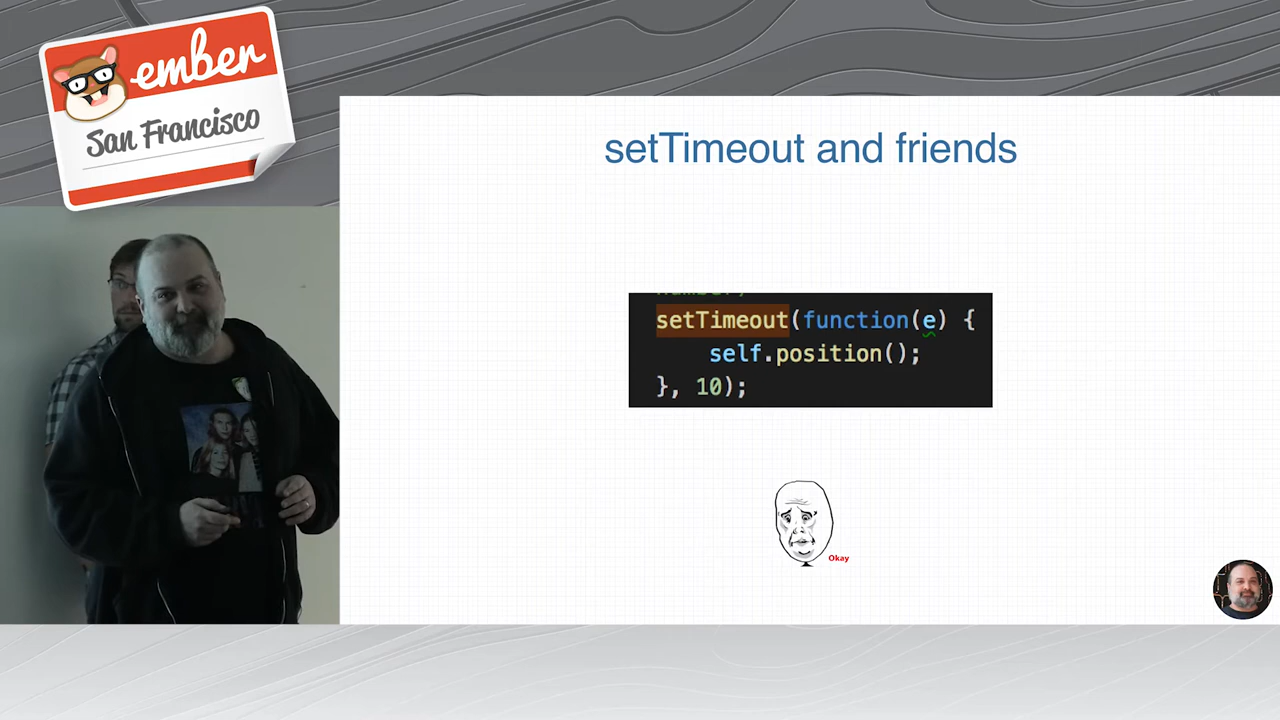 ember
San Francisco
setTimeout and friends
setTimeout(function(e) {
self.position();
}, 10);
Okay